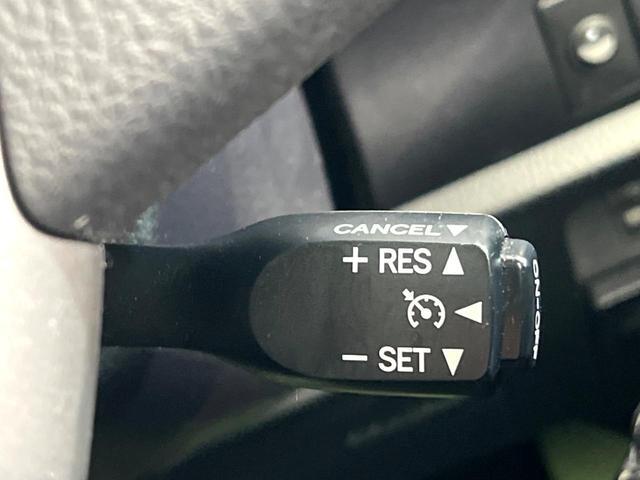 CANCEL ▼
+ RES ▲
◀
− SET ▼
ON-OFF